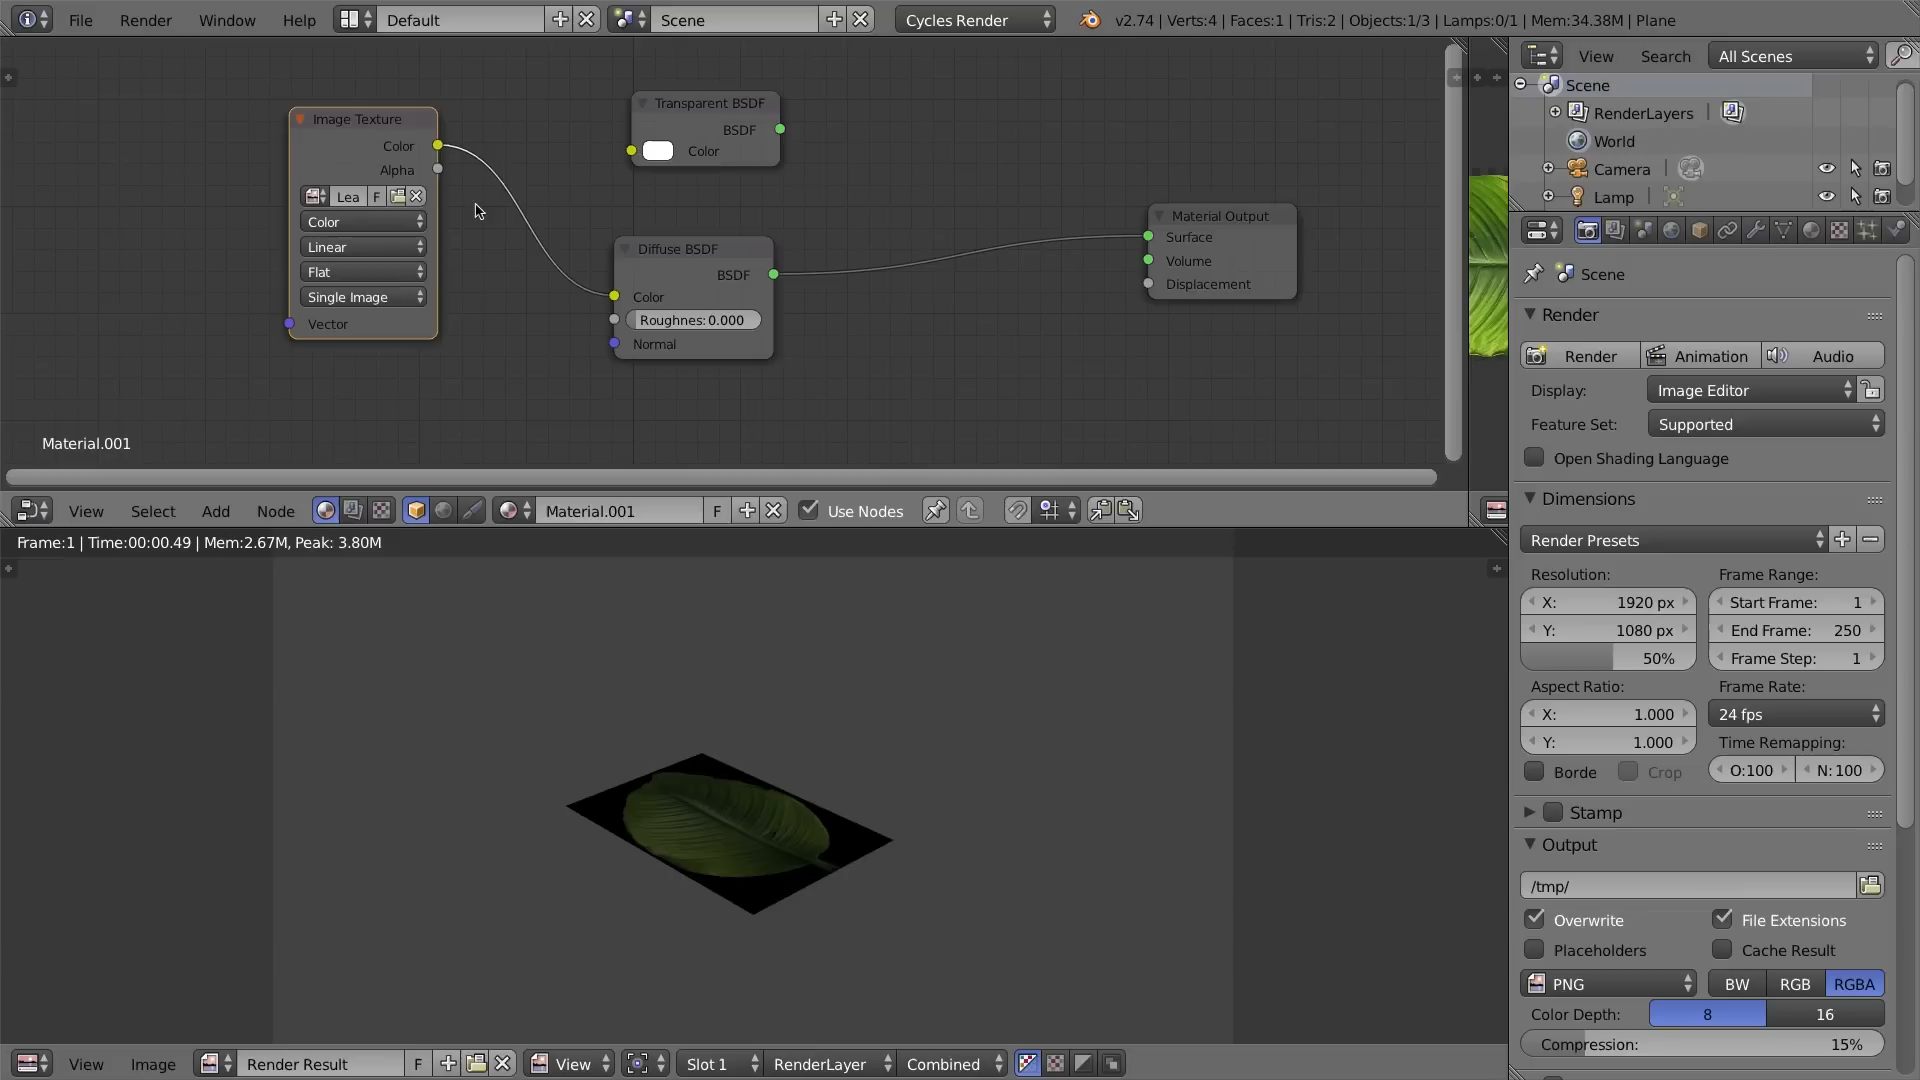 File Render Window Help Default Scene Cycles Render v2.74 | Verts:4 | Faces:1 | Tris:2 | Objects:1/3 | Lamps:0/1 | Mem:34.38M | Plane
Image Texture
Color
Alpha
Lea F
Color
Linear
Flat
Single Image
Vector
Transparent BSDF
BSDF
Color
Diffuse BSDF
BSDF
Color
Roughnes: 0.000
Normal
Material Output
Surface
Volume
Displacement
Material.001
View Select Add Node Material.001 F Use Nodes
Frame:1 | Time:00:00.49 | Mem:2.67M, Peak: 3.80M
View Image Render Result F View Slot 1 RenderLayer Combined
View Search All Scenes
Scene
RenderLayers |
World
Camera
Lamp
Scene
Render
Render Animation Audio
Display: Image Editor
Feature Set: Supported
Open Shading Language
Dimensions
Render Presets
Resolution: Frame Range:
X: 1920 px Start Frame: 1
Y: 1080 px End Frame: 250
50% Frame Step: 1
Aspect Ratio: Frame Rate:
X: 1.000 24 fps
Y: 1.000 Time Remapping:
Borde Crop O:100 N: 100
Stamp
Output
/tmp/
Overwrite File Extensions
Placeholders Cache Result
PNG BW RGB RGBA
Color Depth: 8 16
Compression: 15%